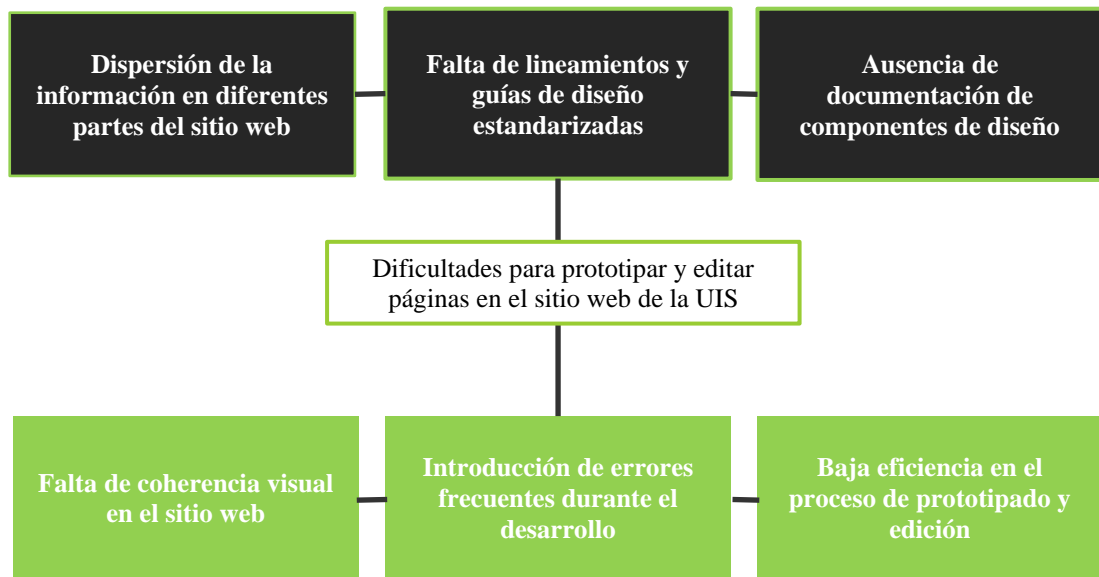 Dispersión de la
información en diferentes
partes del sitio web
Falta de lineamientos y
guías de diseño
estandarizadas
Ausencia de
documentación de
componentes de diseño
Dificultades para prototipar y editar
páginas en el sitio web de la UIS
Falta de coherencia visual
en el sitio web
Introducción de errores
frecuentes durante el
desarrollo
Baja eficiencia en el
proceso de prototipado y
edición